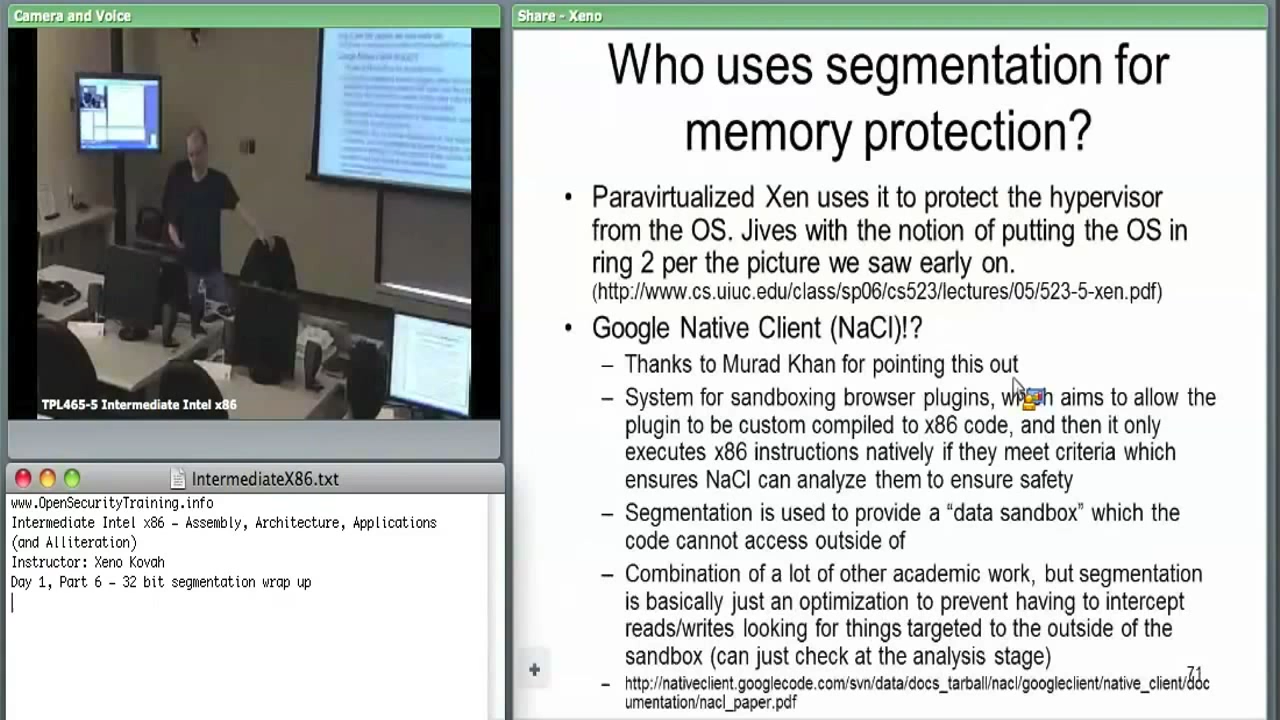 Camera and Voice
TPL465-5 Intermediate Intel x86
IntermediateX86.txt
www.OpenSecurityTraining.info
Intermediate Intel x86 – Assembly, Architecture, Applications
(and Alliteration)
Instructor: Xeno Kovah
Day 1, Part 6 – 32 bit segmentation wrap up
Share - Xeno
Who uses segmentation for
memory protection?
• Paravirtualized Xen uses it to protect the hypervisor
from the OS. Jives with the notion of putting the OS in
ring 2 per the picture we saw early on.
(http://www.cs.uiuc.edu/class/sp06/cs523/lectures/05/523-5-xen.pdf)
• Google Native Client (NaCl)!?
– Thanks to Murad Khan for pointing this out
– System for sandboxing browser plugins, which aims to allow the
plugin to be custom compiled to x86 code, and then it only
executes x86 instructions natively if they meet criteria which
ensures NaCl can analyze them to ensure safety
– Segmentation is used to provide a “data sandbox” which the
code cannot access outside of
– Combination of a lot of other academic work, but segmentation
is basically just an optimization to prevent having to intercept
reads/writes looking for things targeted to the outside of the
sandbox (can just check at the analysis stage)
71
– http://nativeclient.googlecode.com/svn/data/docs_tarball/nacl/googleclient/native_client/doc
umentation/nacl_paper.pdf